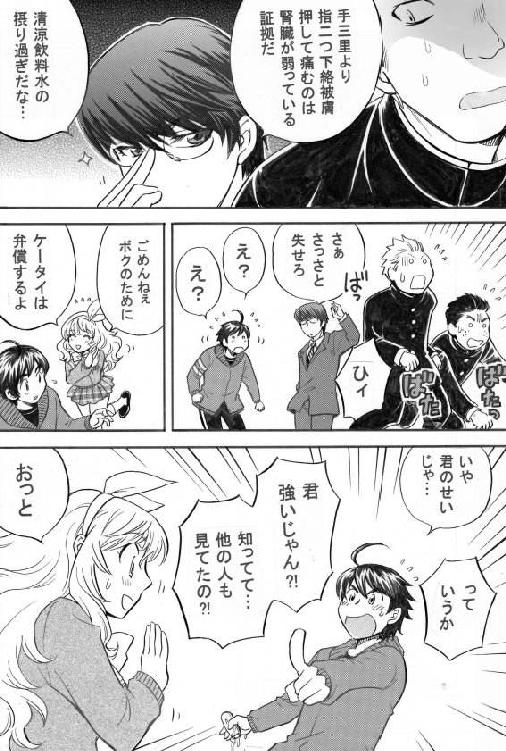 手三里より
指二つ下絡被膚
押して痛むのは
腎臓が弱っている
証拠だ
清涼飲料水の
摂り過ぎだな…
さぁ
さっさと
失せろ
ばっ
ヒィ
ばたばたっ
ばたっ
え？
え？
ごめんねぇ
ボクのために
ケータイは
弁償するよ
いや
君のせい
じゃ…
って
いうか
君
強いじゃん?!
知ってて…
他の人も
見てたの?!
おっと